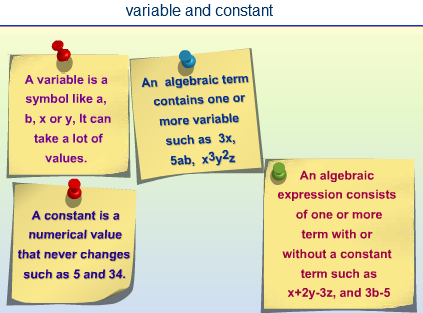 variable and constant
A variable is a
symbol like a,
b, x or y, It can
take a lot of
values.
An algebraic term
contains one or
more variable
such as 3x,
5ab, x³y²z
A constant is a
numerical value
that never changes
such as 5 and 34.
An algebraic
expression consists
of one or more
term with or
without a constant
term such as
x+2y-3z, and 3b-5